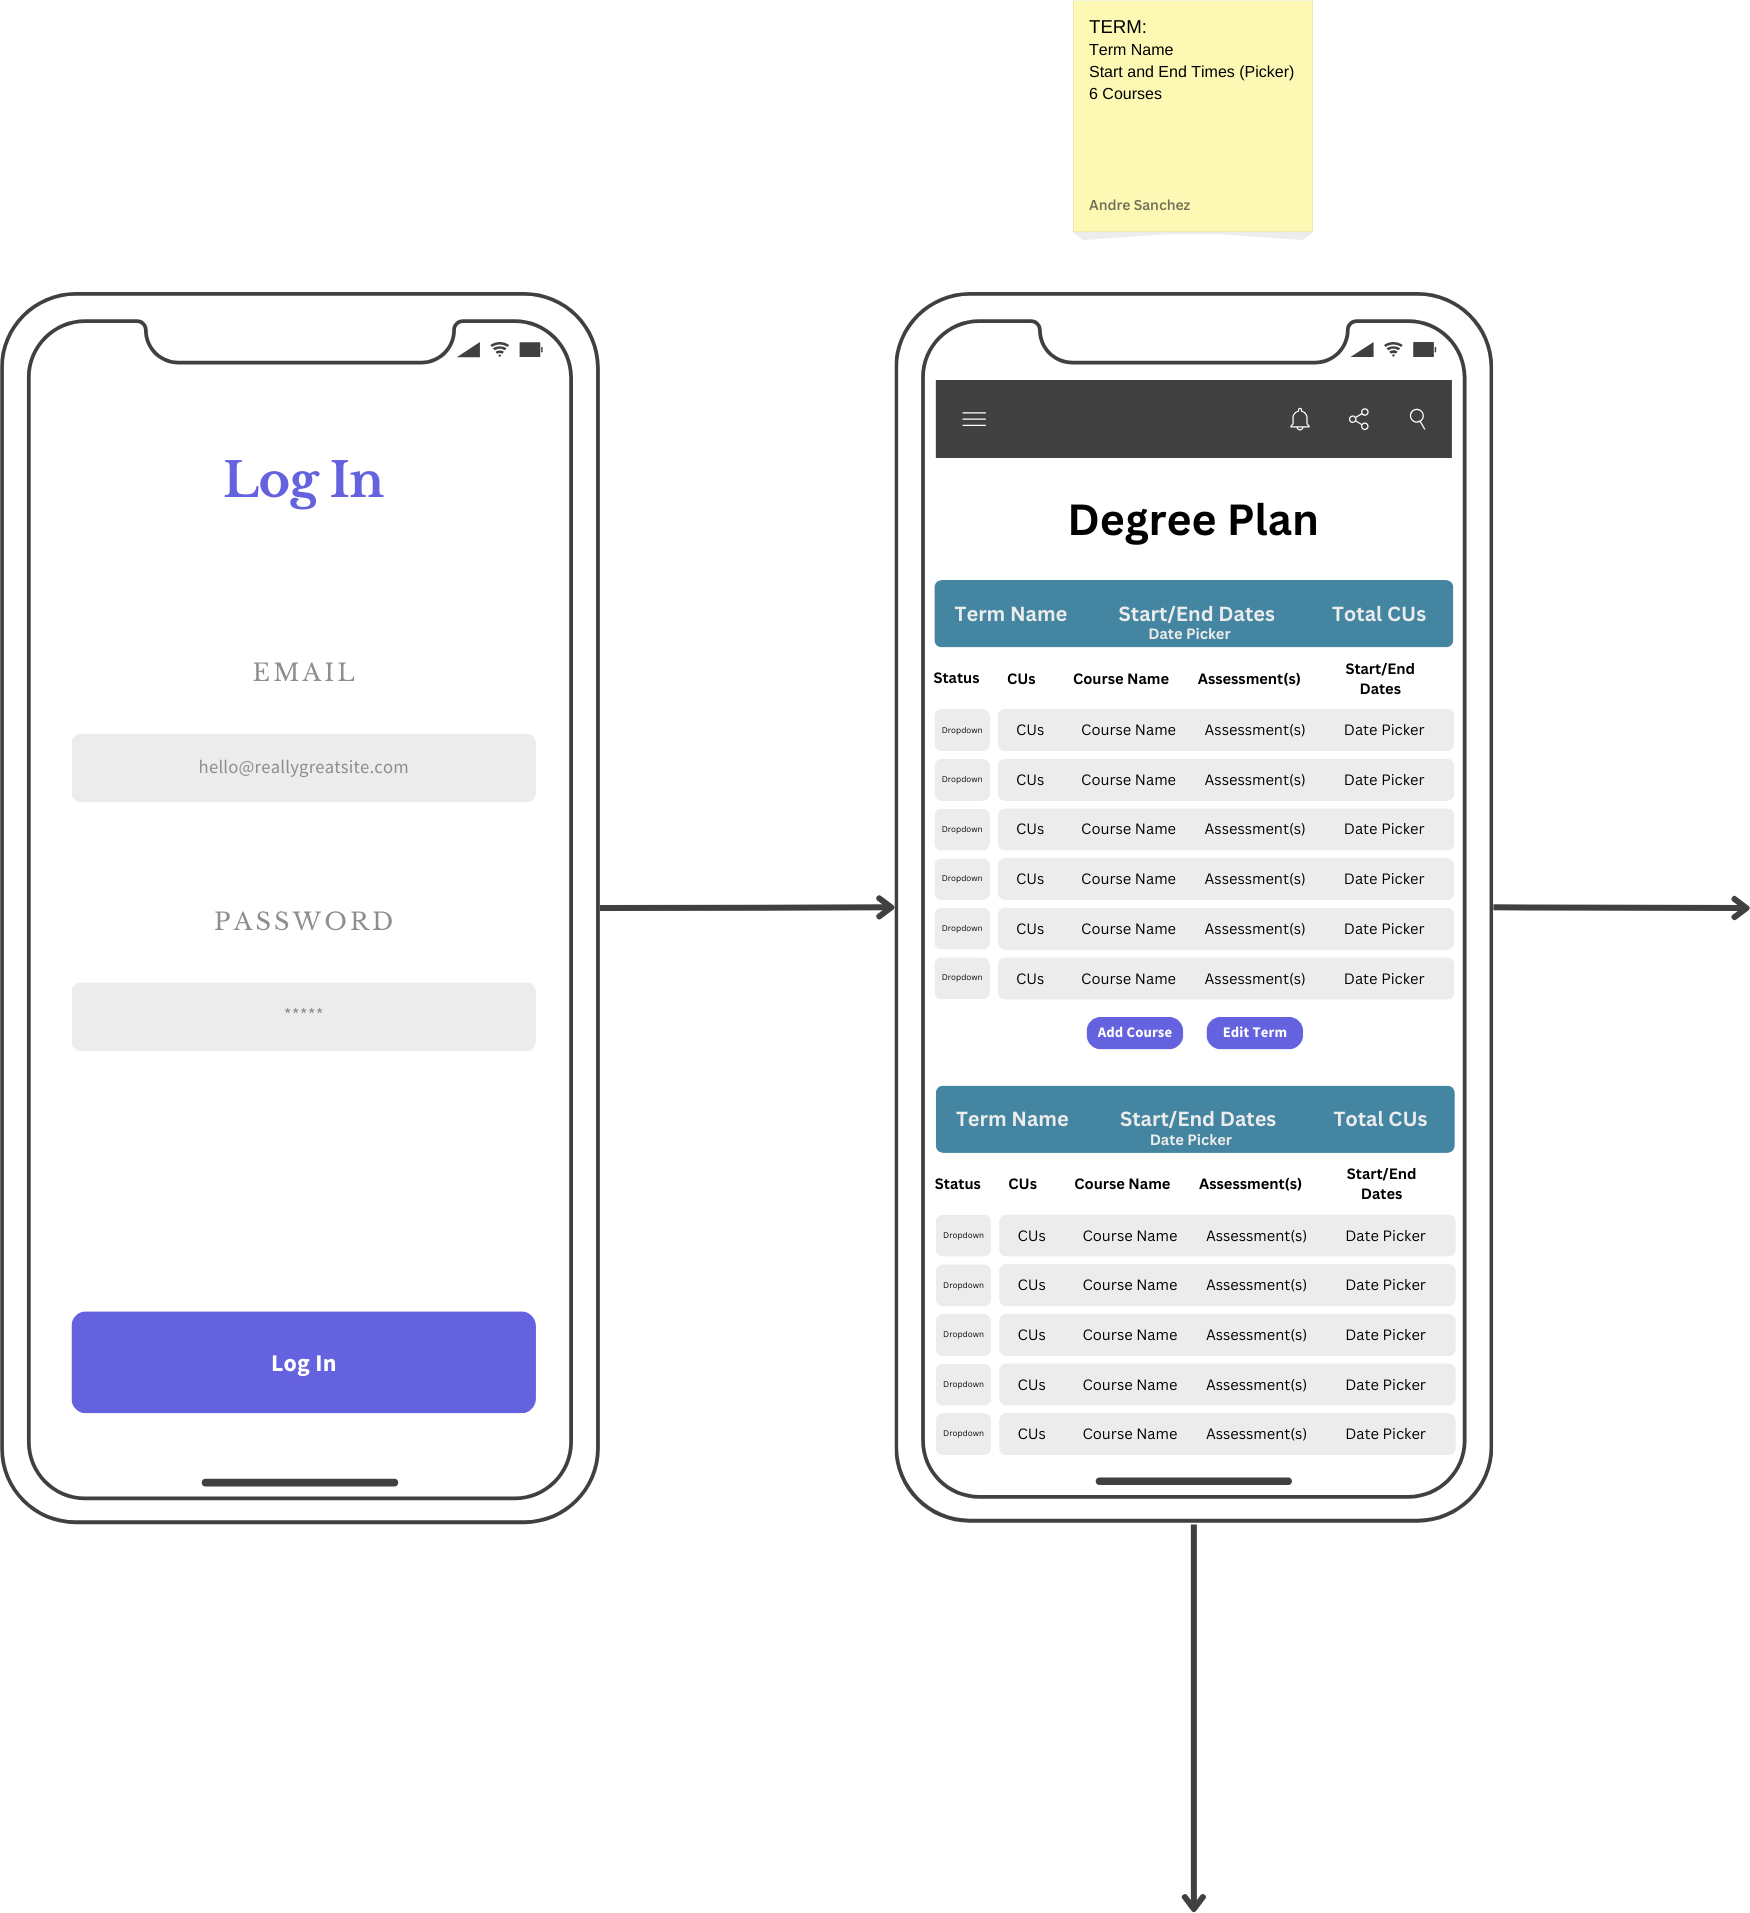 TERM:
Term Name
Start and End Times (Picker)
6 Courses
Andre Sanchez
Log In
EMAIL
hello@reallygreatsite.com
PASSWORD
*****
Log In
Degree Plan
Term Name Start/End Dates Total CUs
Date Picker
Status CUs Course Name Assessment(s) Start/End
Dates
Dropdown CUs Course Name Assessment(s) Date Picker
Dropdown CUs Course Name Assessment(s) Date Picker
Dropdown CUs Course Name Assessment(s) Date Picker
Dropdown CUs Course Name Assessment(s) Date Picker
Dropdown CUs Course Name Assessment(s) Date Picker
Dropdown CUs Course Name Assessment(s) Date Picker
Add Course Edit Term
Term Name Start/End Dates Total CUs
Date Picker
Status CUs Course Name Assessment(s) Start/End
Dates
Dropdown CUs Course Name Assessment(s) Date Picker
Dropdown CUs Course Name Assessment(s) Date Picker
Dropdown CUs Course Name Assessment(s) Date Picker
Dropdown CUs Course Name Assessment(s) Date Picker
Dropdown CUs Course Name Assessment(s) Date Picker